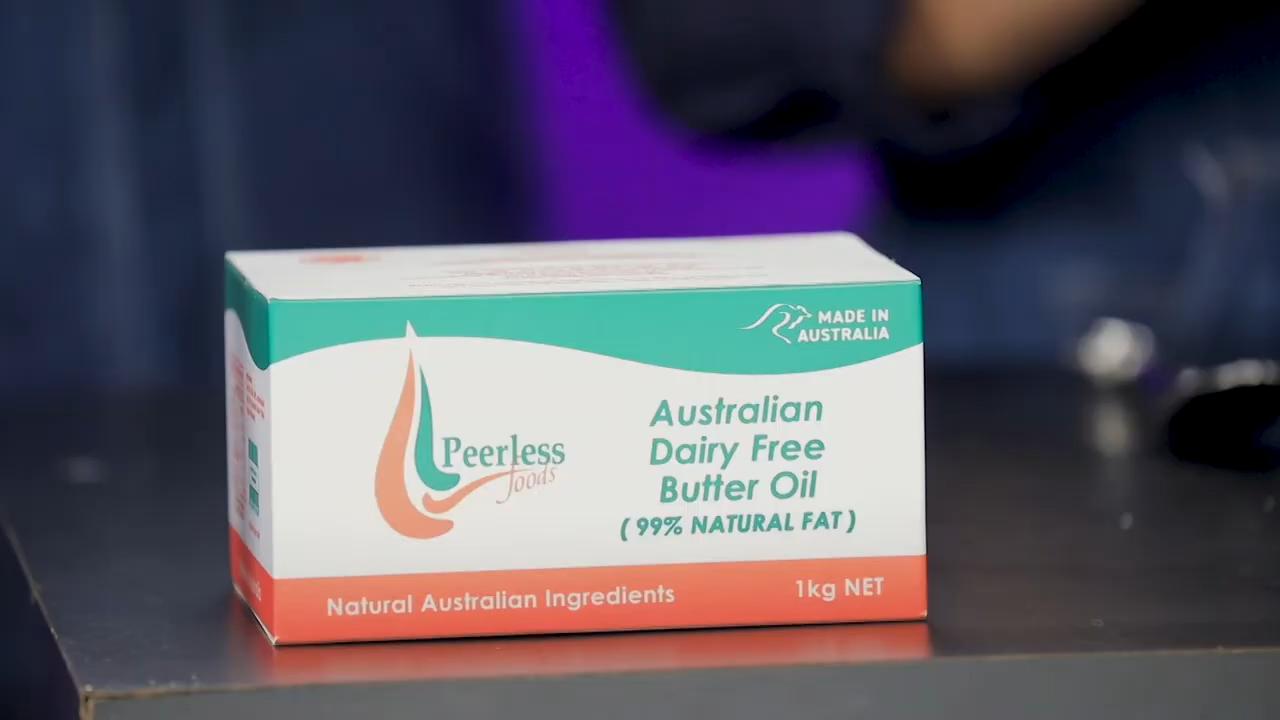 MADE IN
AUSTRALIA
Peerless
foods
Australian
Dairy Free
Butter Oil
( 99% NATURAL FAT )
Natural Australian Ingredients
1kg NET